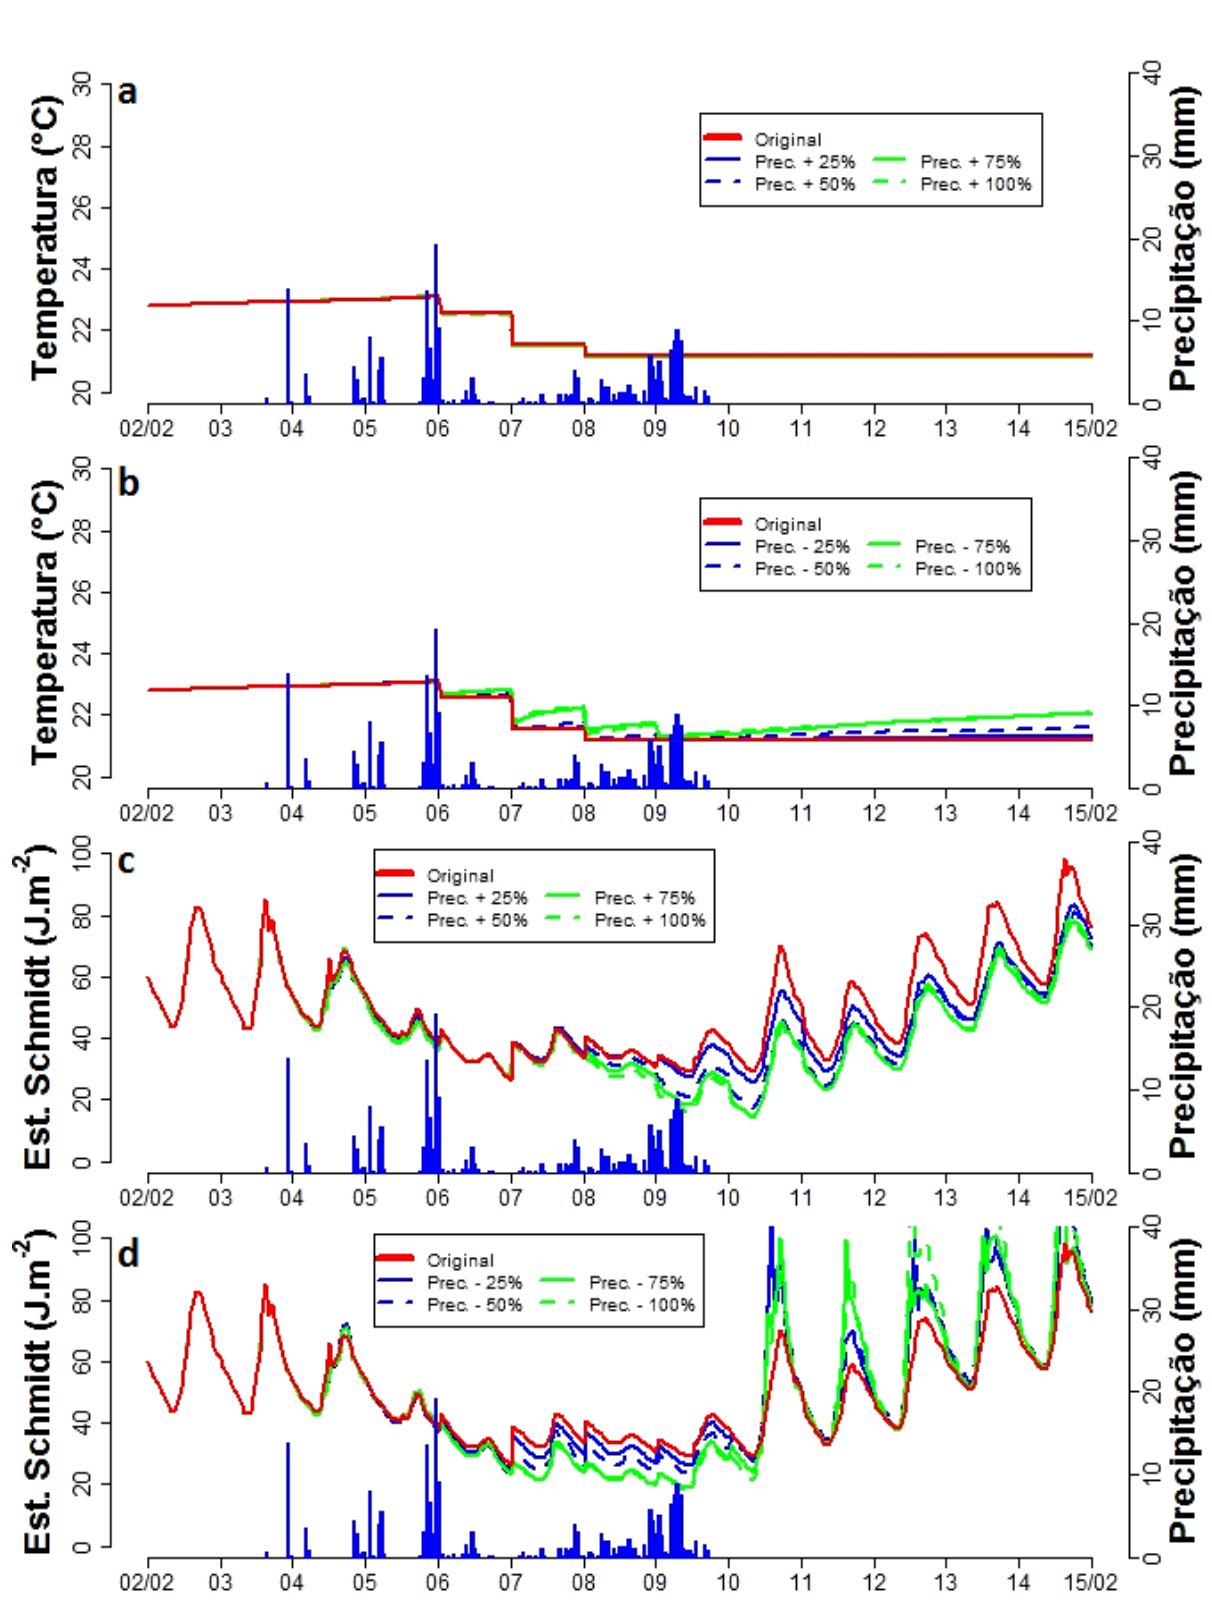 a
Temperatura (°C)
30
28
26
24
22
20
Original
Prec. + 25% Prec. + 75%
Prec. + 50% Prec. + 100%
Precipitação (mm)
40
30
20
10
0
02/02 03 04 05 06 07 08 09 10 11 12 13 14 15/02
b
Temperatura (°C)
30
28
26
24
22
20
Original
Prec. - 25% Prec. - 75%
Prec. - 50% Prec. - 100%
Precipitação (mm)
40
30
20
10
0
02/02 03 04 05 06 07 08 09 10 11 12 13 14 15/02
c
Est. Schmidt (J.m⁻²)
100
80
60
40
20
0
Original
Prec. + 25% Prec. + 75%
Prec. + 50% Prec. + 100%
Precipitação (mm)
40
30
20
10
0
02/02 03 04 05 06 07 08 09 10 11 12 13 14 15/02
d
Est. Schmidt (J.m⁻²)
100
80
60
40
20
0
Original
Prec. - 25% Prec. - 75%
Prec. - 50% Prec. - 100%
Precipitação (mm)
40
30
20
10
0
02/02 03 04 05 06 07 08 09 10 11 12 13 14 15/02